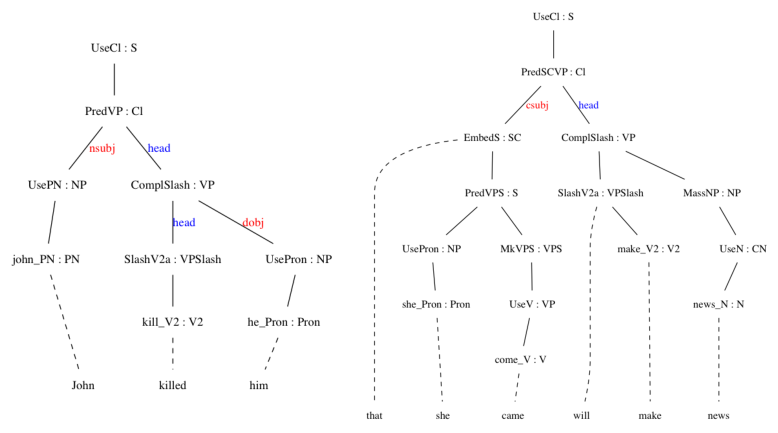 UseCl : S
PredVP : Cl
nsubj head
UsePN : NP ComplSlash : VP
head dobj
john_PN : PN SlashV2a : VPSlash UsePron : NP
kill_V2 : V2 he_Pron : Pron
John killed him
UseCl : S
PredSCVP : Cl
csubj head
EmbedS : SC ComplSlash : VP
PredVPS : S SlashV2a : VPSlash MassNP : NP
UsePron : NP MkVPS : VPS make_V2 : V2 UseN : CN
she_Pron : Pron UseV : VP news_N : N
come_V : V
that she came will make news